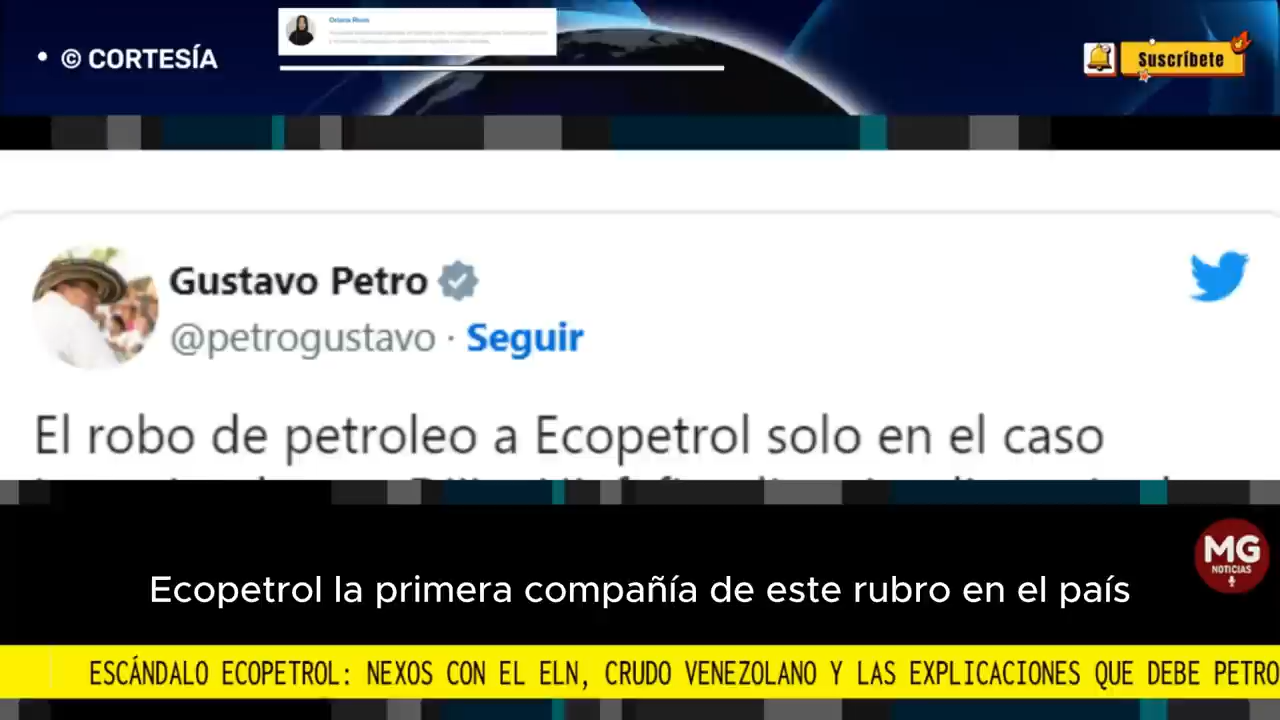 • © CORTESÍA
Oriana Rivas
Suscríbete
Gustavo Petro
@petrogustavo · Seguir
El robo de petroleo a Ecopetrol solo en el caso
MG
NOTICIAS
Ecopetrol la primera compañía de este rubro en el país
ESCÁNDALO ECOPETROL: NEXOS CON EL ELN, CRUDO VENEZOLANO Y LAS EXPLICACIONES QUE DEBE PETRO